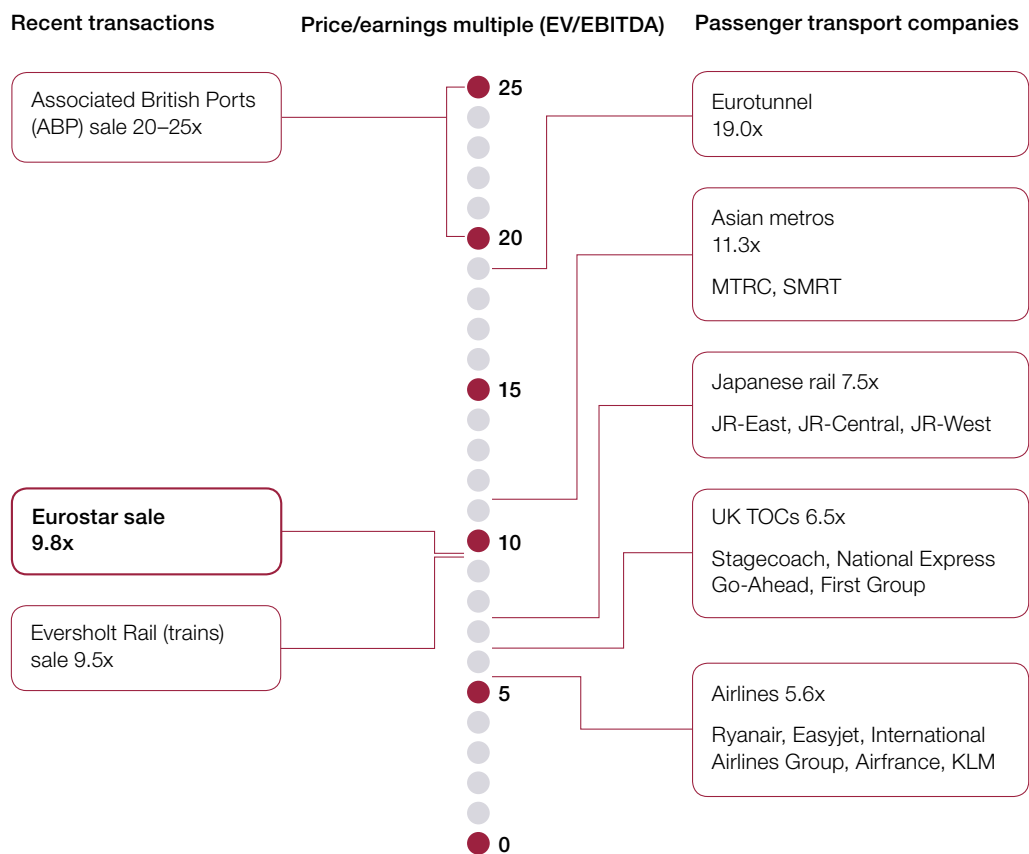 Recent transactions
Price/earnings multiple (EV/EBITDA)
Passenger transport companies
Associated British Ports
(ABP) sale 20–25x
Eurostar sale
9.8x
Eversholt Rail (trains)
sale 9.5x
25
20
15
10
5
0
Eurotunnel
19.0x
Asian metros
11.3x
MTRC, SMRT
Japanese rail 7.5x
JR-East, JR-Central, JR-West
UK TOCs 6.5x
Stagecoach, National Express
Go-Ahead, First Group
Airlines 5.6x
Ryanair, Easyjet, International
Airlines Group, Airfrance, KLM